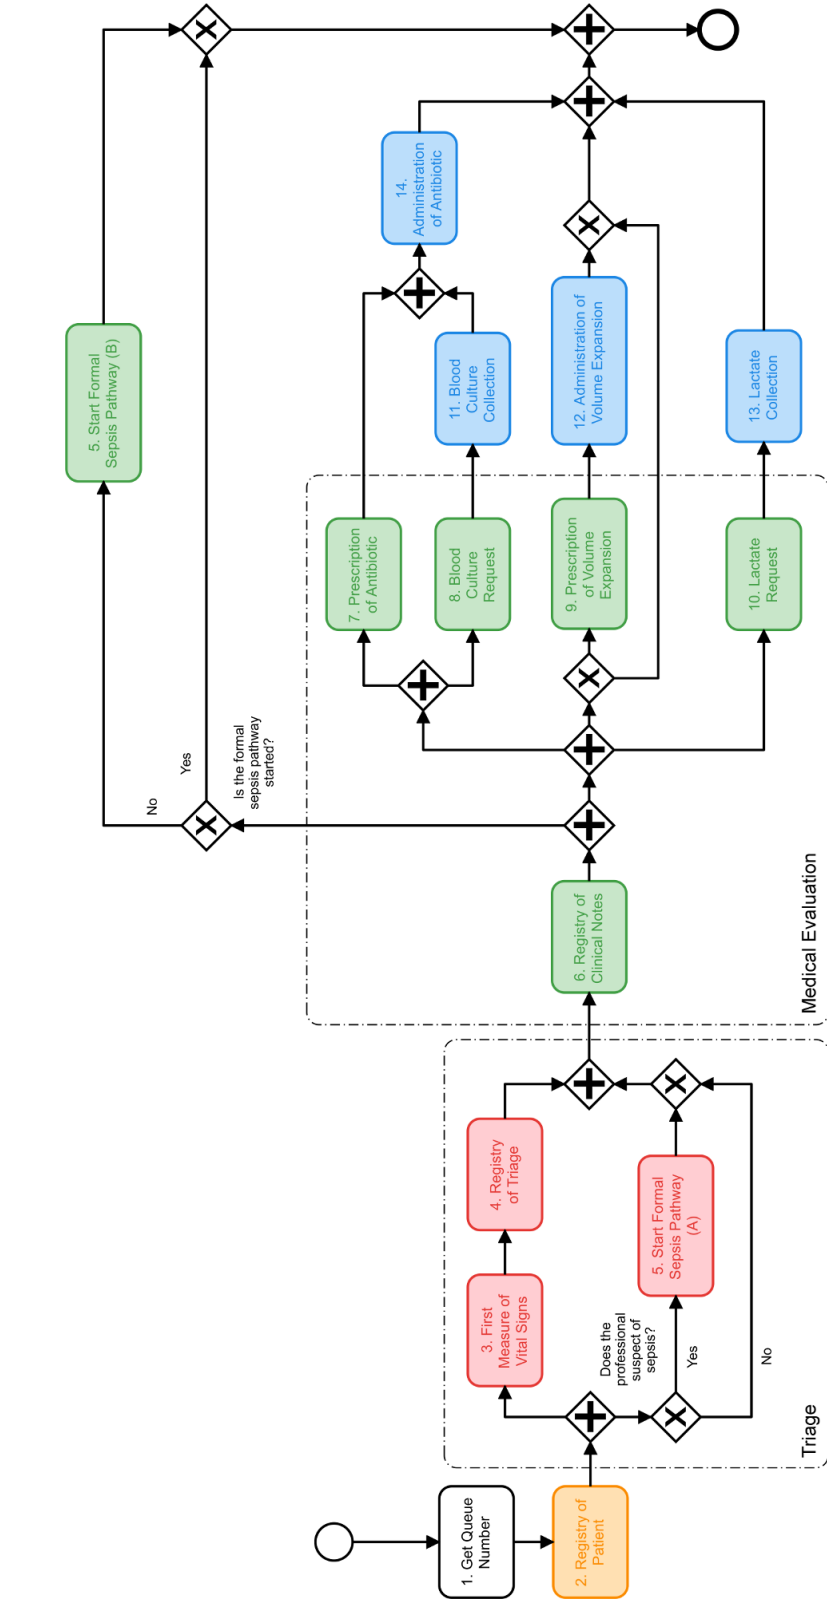 1. Get Queue
Number
2. Registry of
Patient
Triage
3. First
Measure of
Vital Signs
4. Registry
of Triage
Does the
professional
suspect of
sepsis?
Yes
No
5. Start Formal
Sepsis Pathway
(A)
Medical Evaluation
6. Registry of
Clinical Notes
Is the formal
sepsis pathway
started?
No
Yes
5. Start Formal
Sepsis Pathway (B)
7. Prescription
of Antibiotic
8. Blood
Culture
Request
9. Prescription
of Volume
Expansion
10. Lactate
Request
11. Blood
Culture
Collection
12. Administration of
Volume Expansion
13. Lactate
Collection
14.
Administration
of Antibiotic